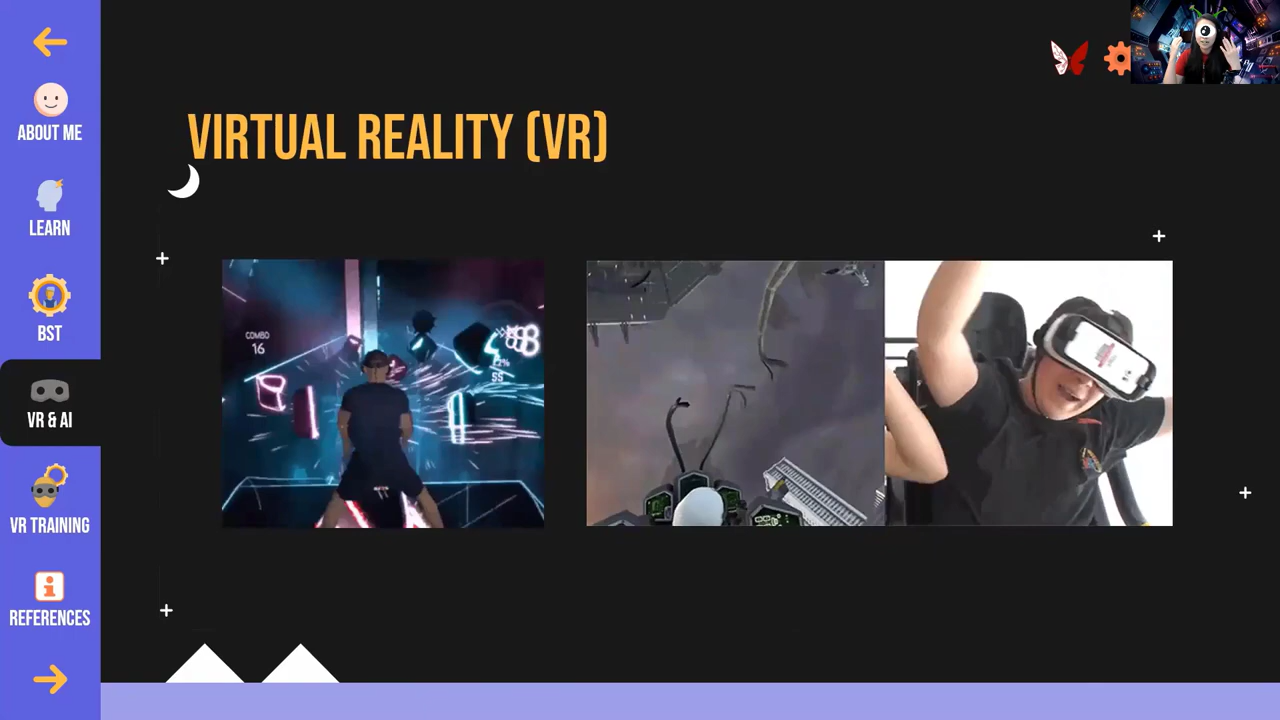 ABOUT ME
LEARN
BST
VR & AI
VR TRAINING
REFERENCES
VIRTUAL REALITY (VR)
COMBO
16